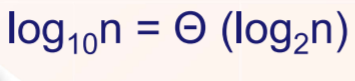 log₁₀n = Θ (log₂n)